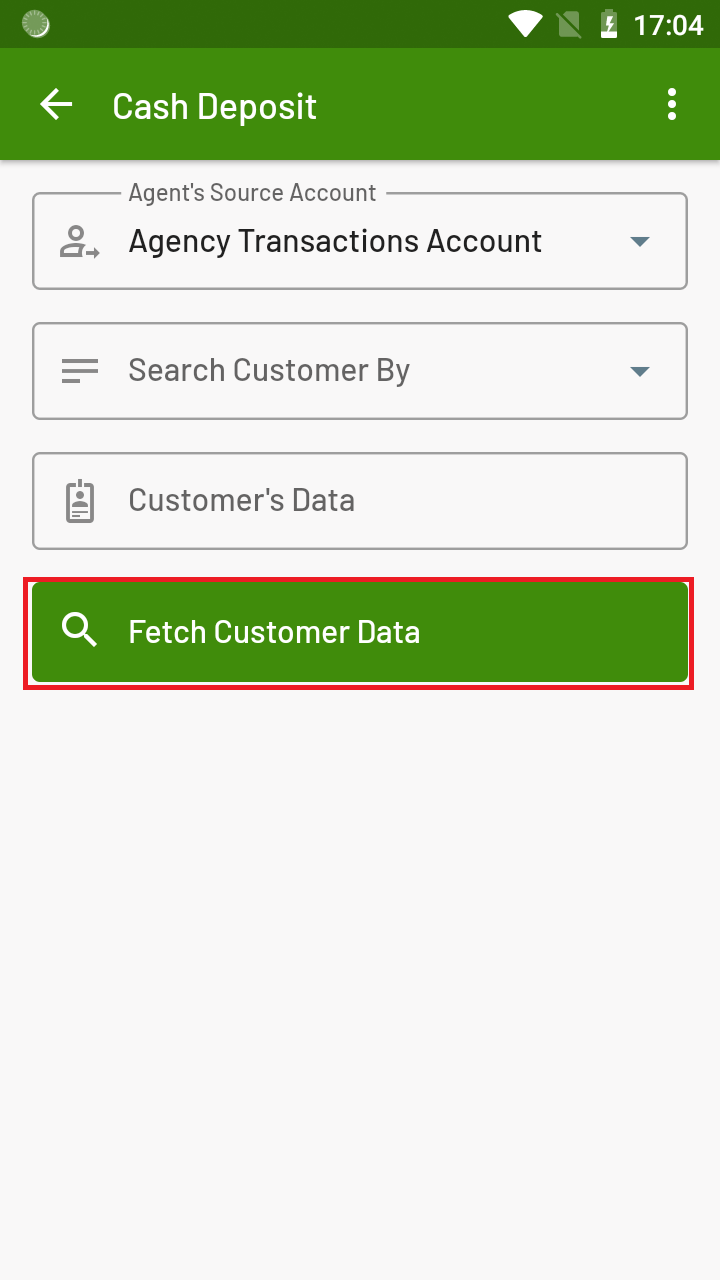 17:04
Cash Deposit
Agent's Source Account
Agency Transactions Account
Search Customer By
Customer's Data
Fetch Customer Data